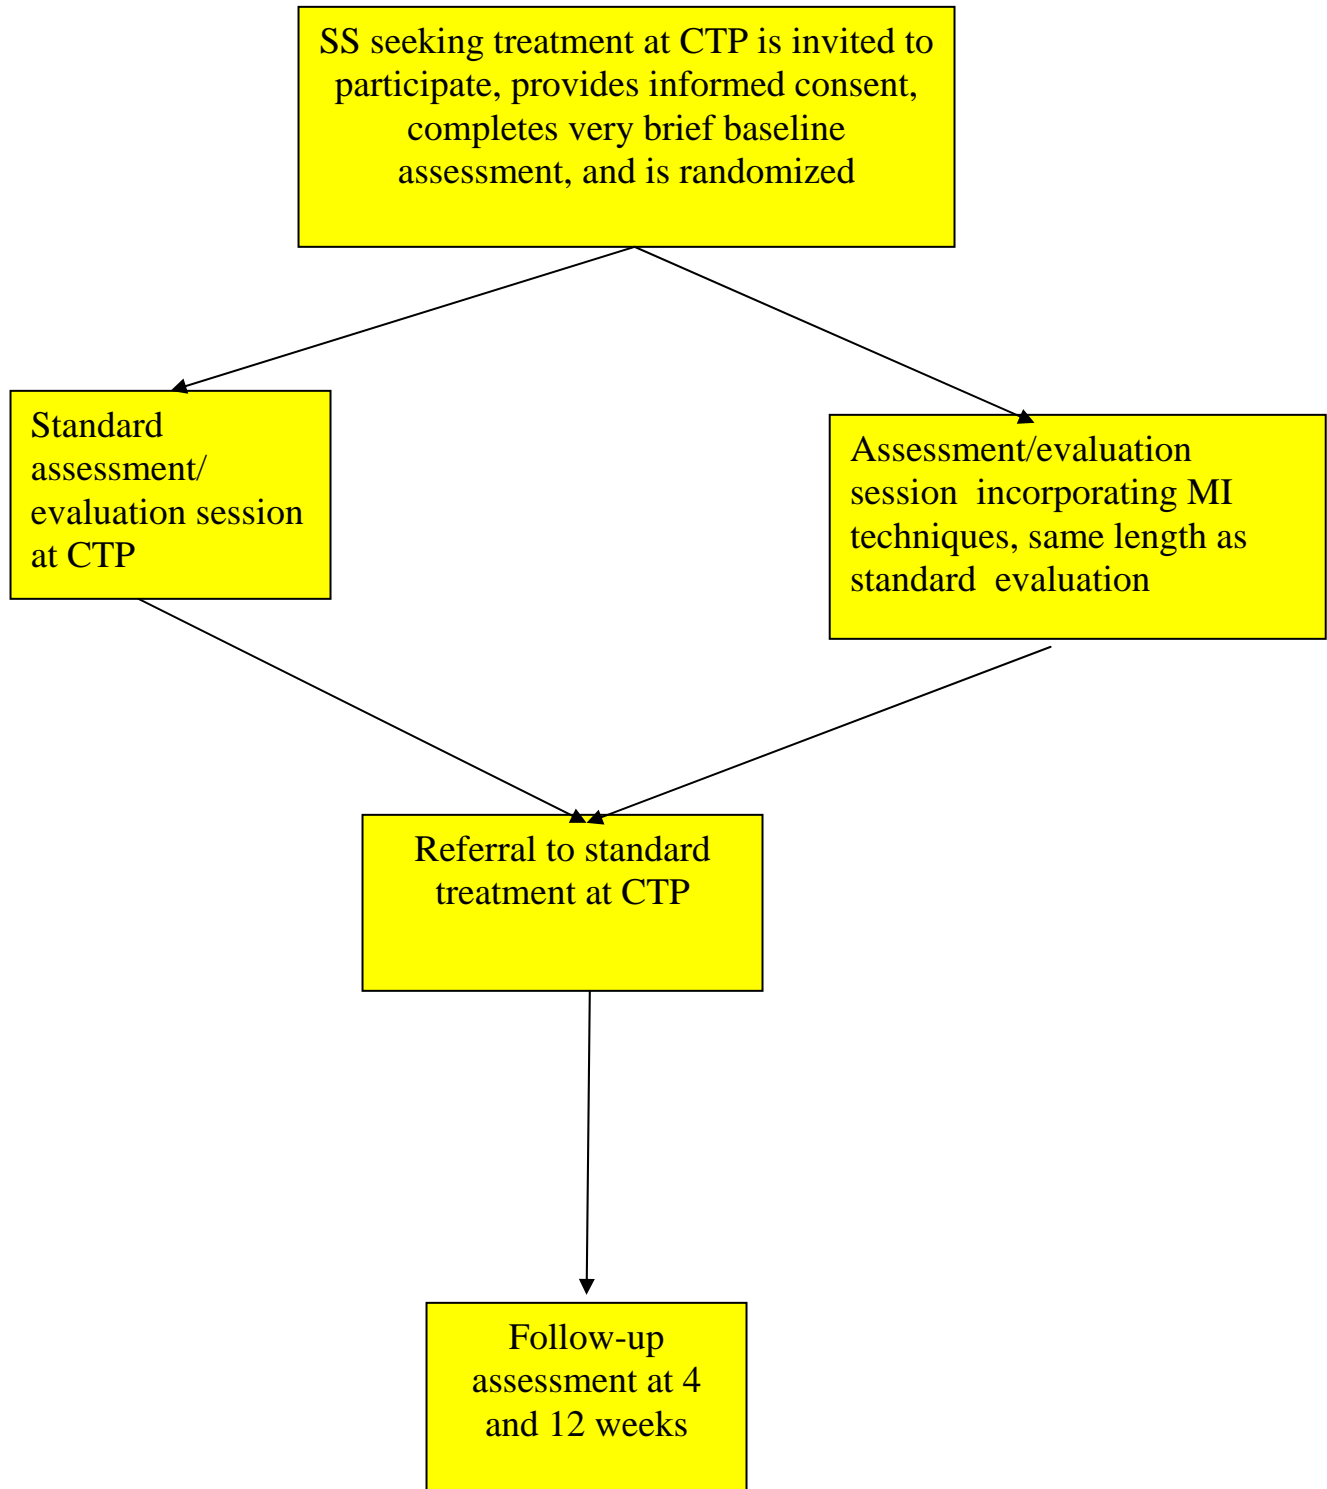 SS seeking treatment at CTP is invited to
participate, provides informed consent,
completes very brief baseline
assessment, and is randomized
Standard
assessment/
evaluation session
at CTP
Assessment/evaluation
session  incorporating MI
techniques, same length as
standard  evaluation
Referral to standard
treatment at CTP
Follow-up
assessment at 4
and 12 weeks